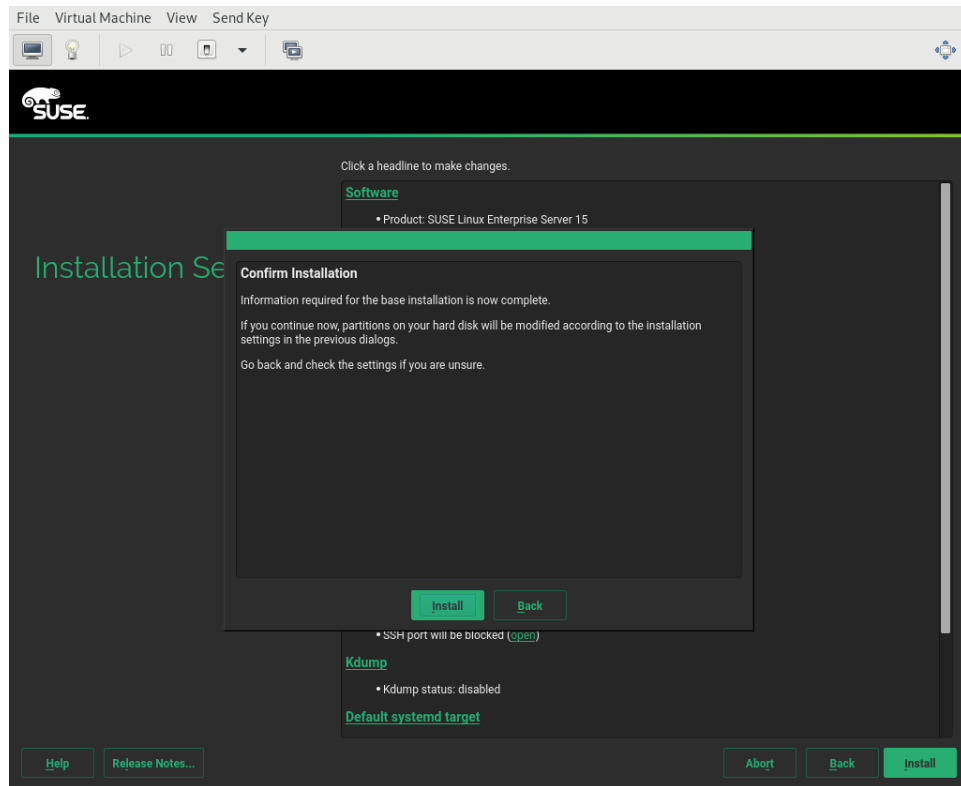 File Virtual Machine View Send Key
SUSE.
Click a headline to make changes.
Software
• Product: SUSE Linux Enterprise Server 15
Installation Se
Confirm Installation
Information required for the base installation is now complete.
If you continue now, partitions on your hard disk will be modified according to the installation
settings in the previous dialogs.
Go back and check the settings if you are unsure.
Install Back
• SSH port will be blocked (open)
Kdump
• Kdump status: disabled
Default systemd target
Help Release Notes... Abort Back Install